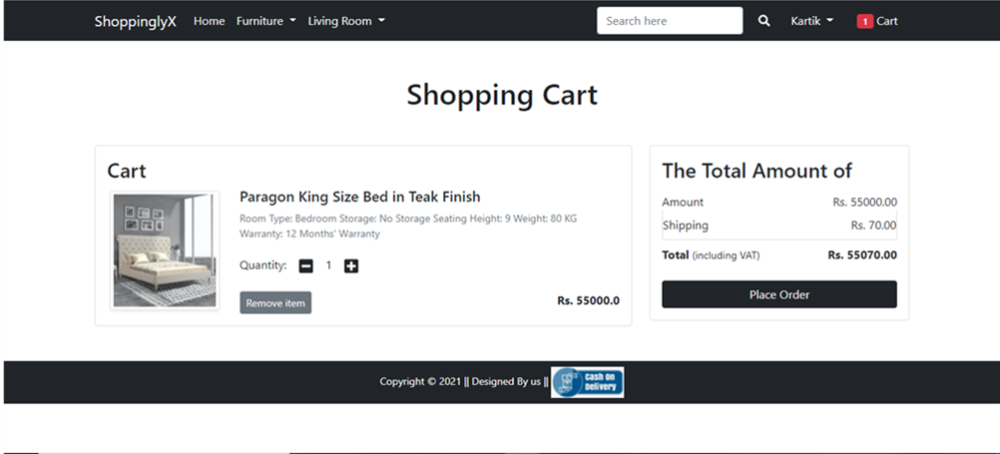 ShoppinglyX Home Furniture Living Room Search here Kartik 1 Cart
Shopping Cart
Cart
Paragon King Size Bed in Teak Finish
Room Type: Bedroom Storage: No Storage Seating Height: 9 Weight: 80 KG
Warranty: 12 Months' Warranty
Quantity: 1
Remove item Rs. 55000.0
The Total Amount of
Amount Rs. 55000.00
Shipping Rs. 70.00
Total (including VAT) Rs. 55070.00
Place Order
Copyright © 2021 || Designed By us || Cash On Delivery